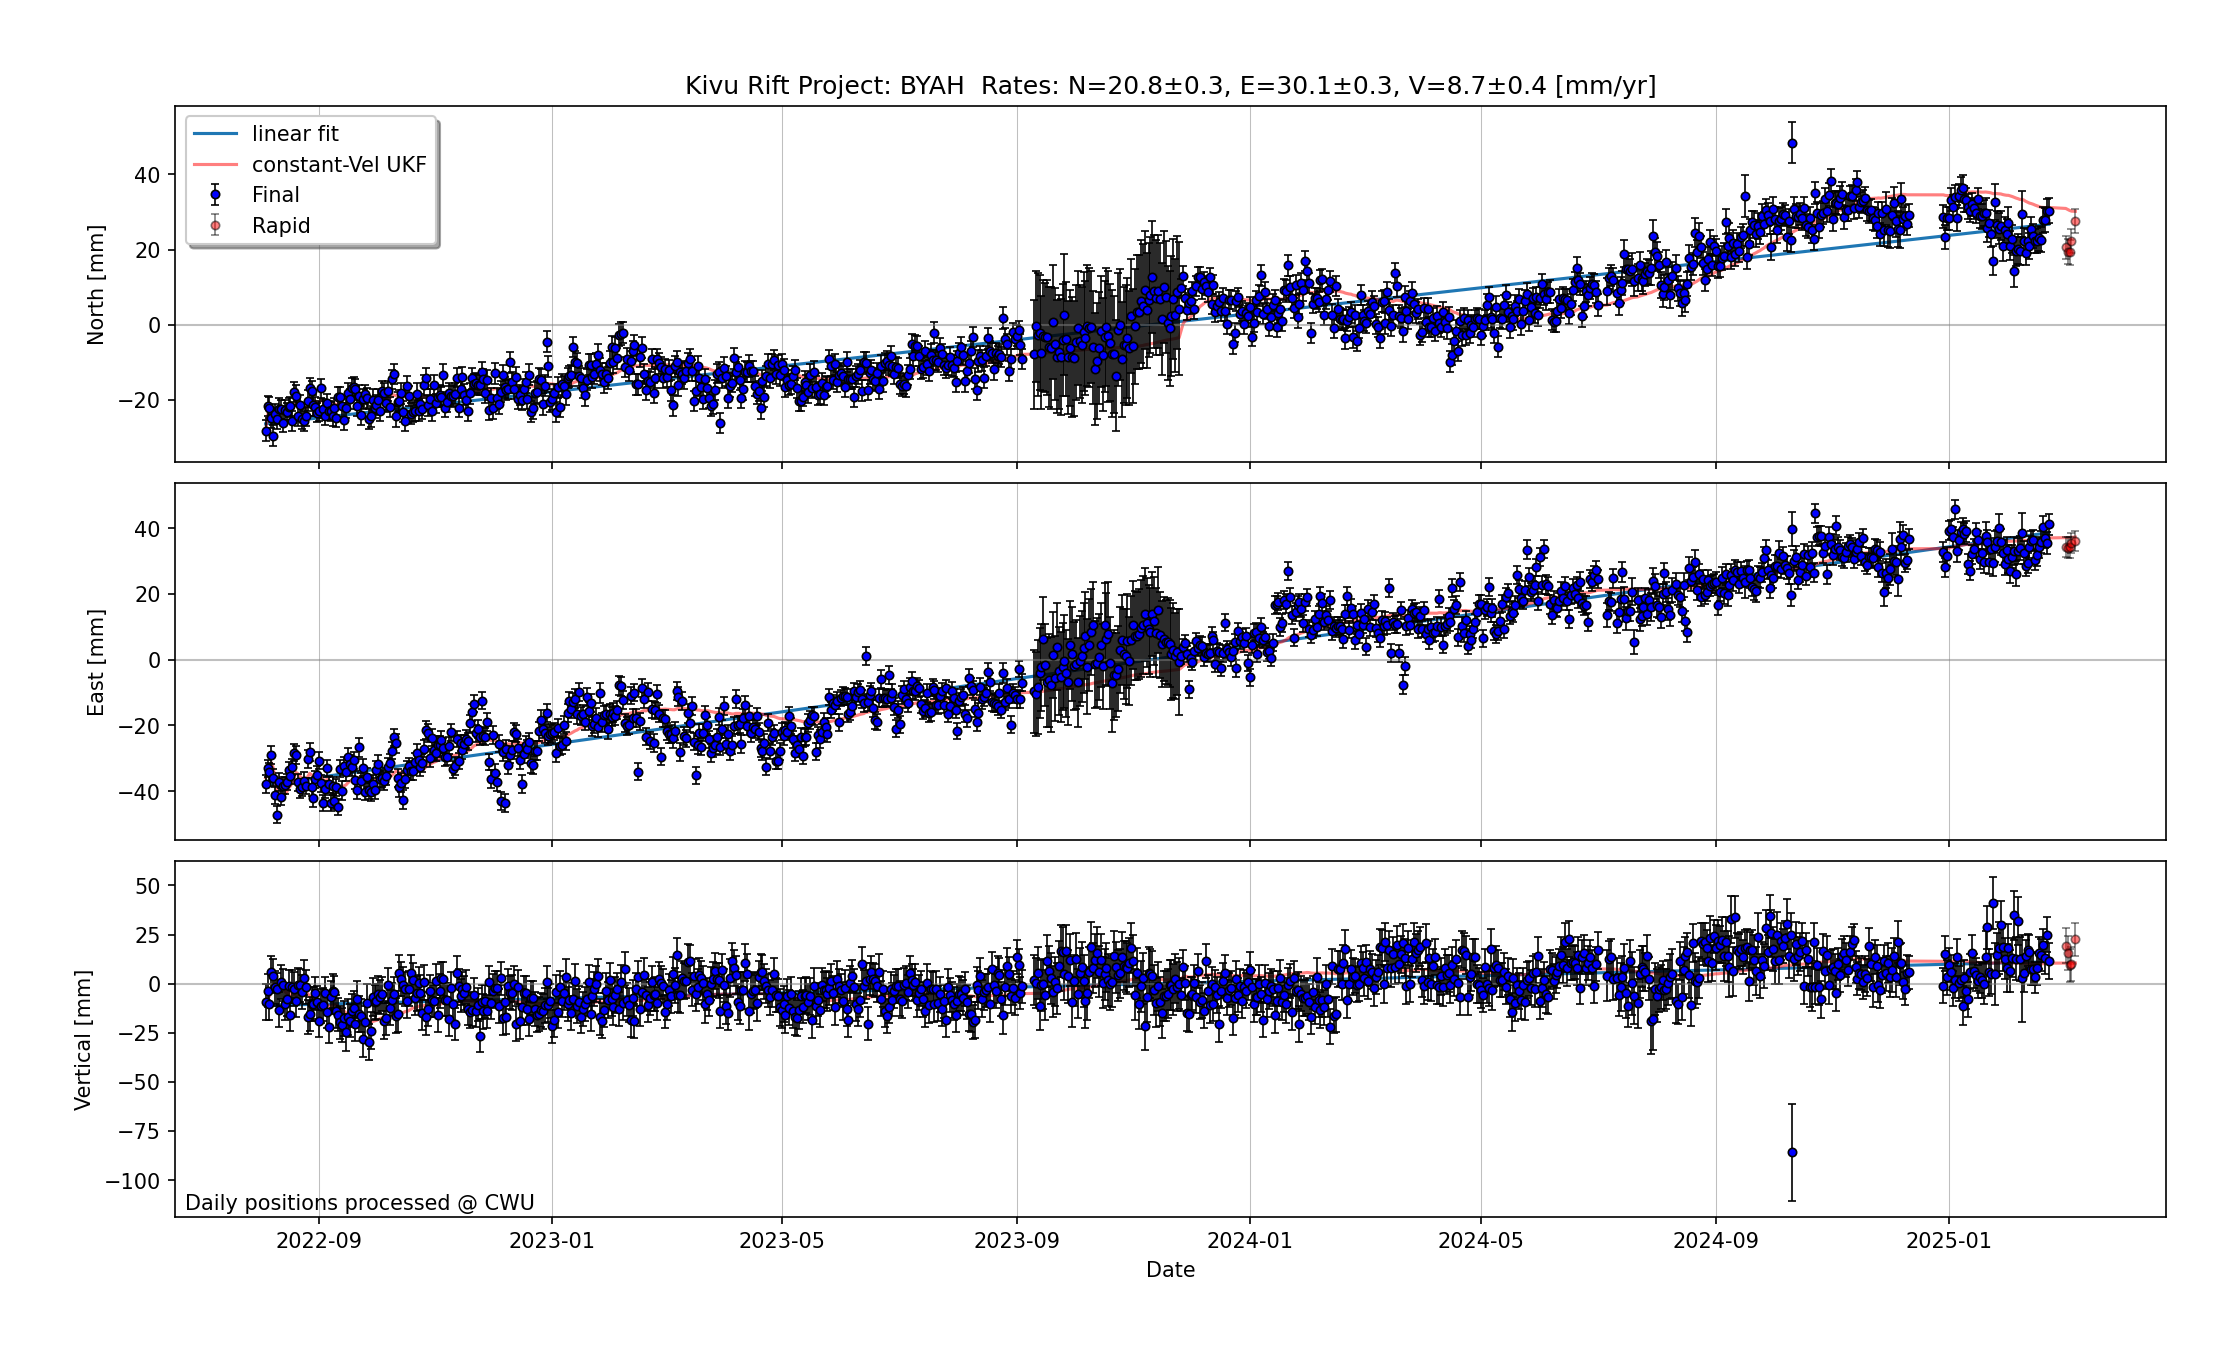 Kivu Rift Project: BYAH  Rates: N=20.8±0.3, E=30.1±0.3, V=8.7±0.4 [mm/yr]
linear fit
constant-Vel UKF
Final
Rapid
North [mm]
40
20
0
−20
East [mm]
40
20
0
−20
−40
Vertical [mm]
50
25
0
−25
−50
−75
−100
Daily positions processed @ CWU
2022-09 2023-01 2023-05 2023-09 2024-01 2024-05 2024-09 2025-01
Date